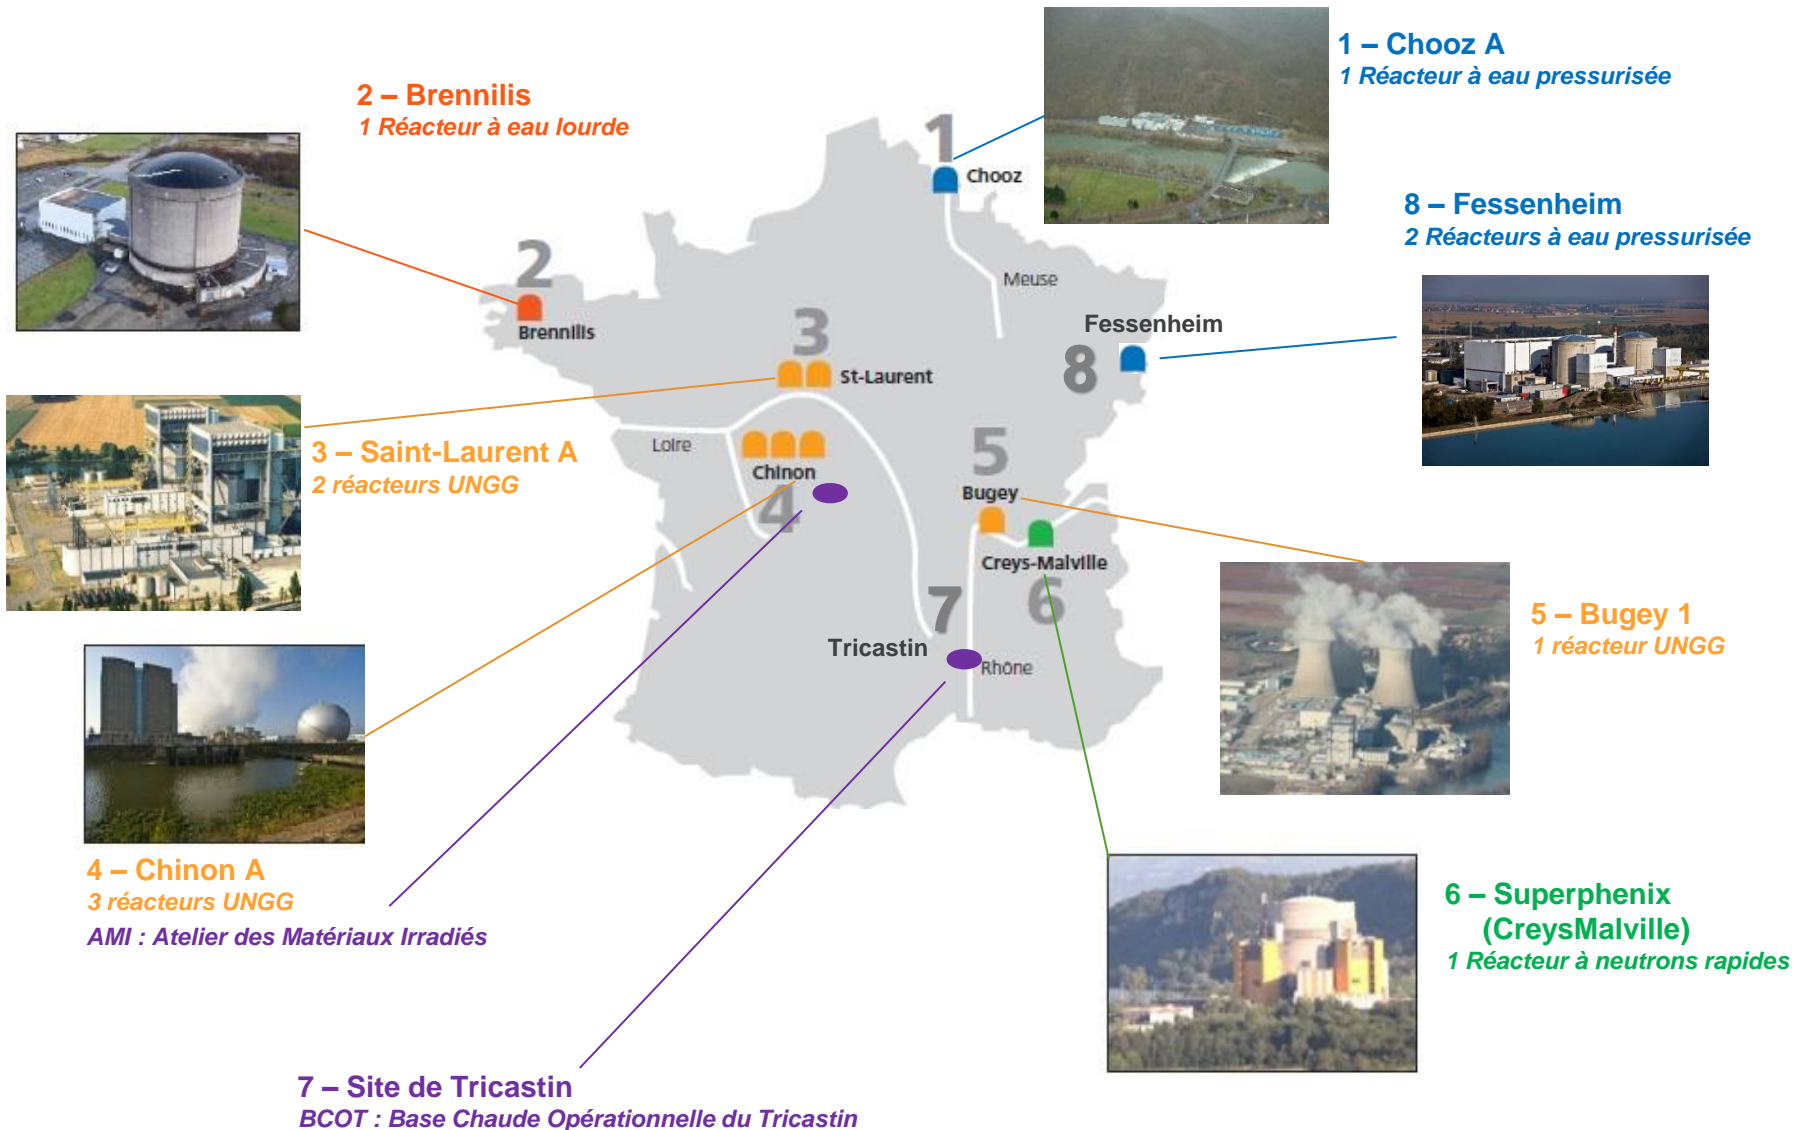 1 – Chooz A
1 Réacteur à eau pressurisée
2 – Brennilis
1 Réacteur à eau lourde
1
Chooz
8 – Fessenheim
2 Réacteurs à eau pressurisée
2
Brennilis
Meuse
Fessenheim
8
3
St-Laurent
3 – Saint-Laurent A
2 réacteurs UNGG
Loire
Chinon
4
5
Bugey
Creys-Malville
6
7
Tricastin
Rhône
5 – Bugey 1
1 réacteur UNGG
4 – Chinon A
3 réacteurs UNGG
AMI : Atelier des Matériaux Irradiés
6 – Superphenix
(CreysMalville)
1 Réacteur à neutrons rapides
7 – Site de Tricastin
BCOT : Base Chaude Opérationnelle du Tricastin